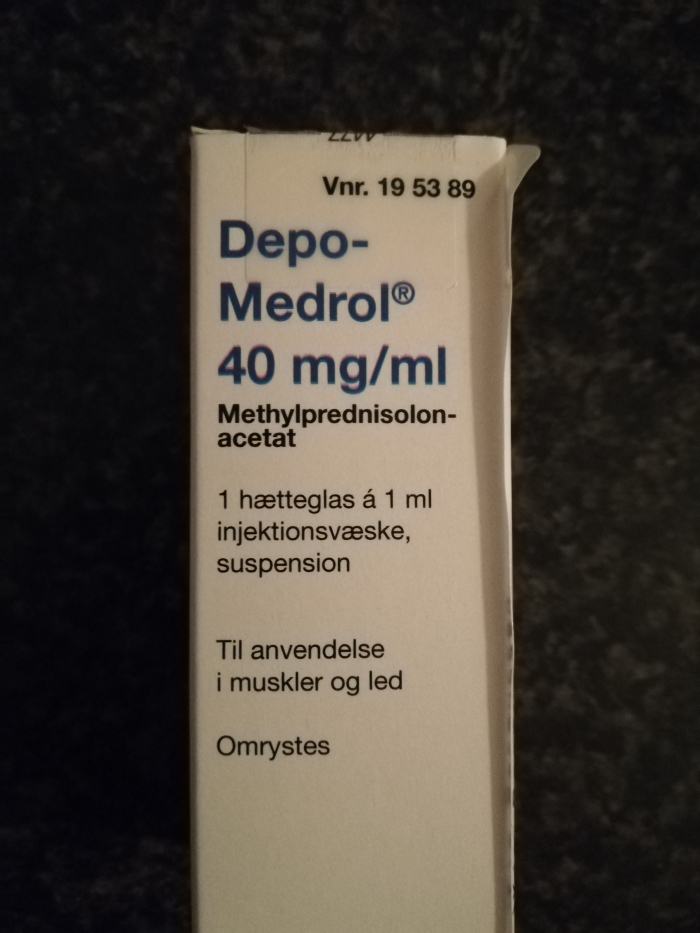 Vnr. 19 53 89
Depo-
Medrol®
40 mg/ml
Methylprednisolon-
acetat
1 hætteglas á 1 ml
injektionsvæske,
suspension
Til anvendelse
i muskler og led
Omrystes